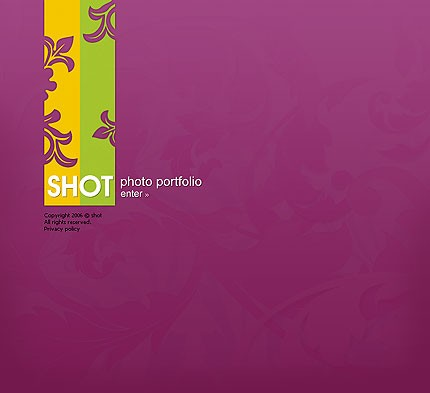 SHOT photo portfolio
enter »
Copyright 2006 @ shot
All rights reserved.
Privacy policy